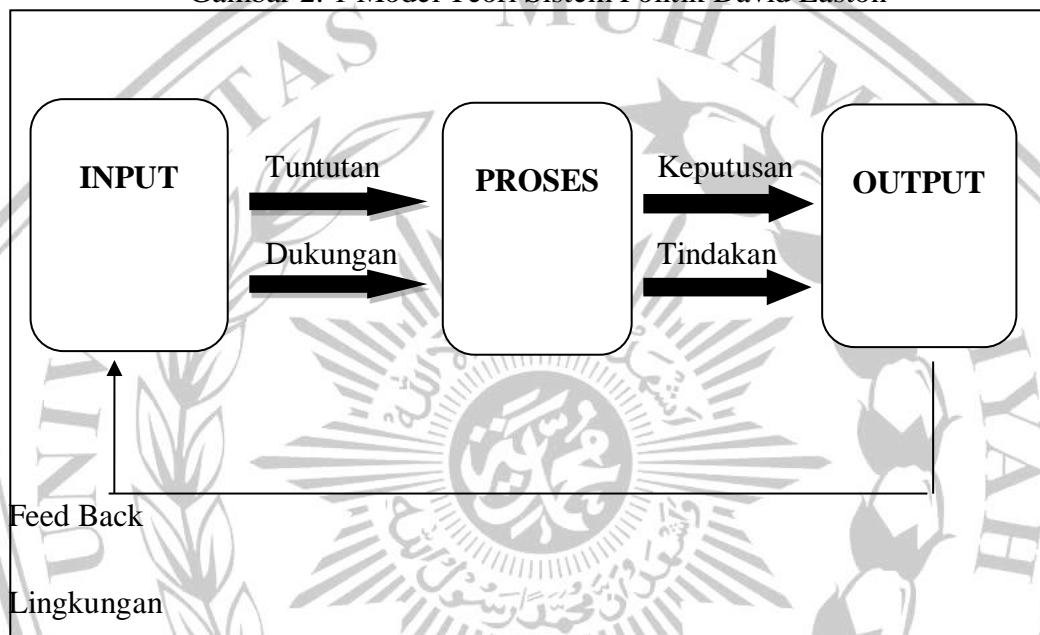 Gambar 2. 1 Model Teori Sistem Politik David Easton
INPUT
Tuntutan
Dukungan
PROSES
Keputusan
Tindakan
OUTPUT
Feed Back
Lingkungan